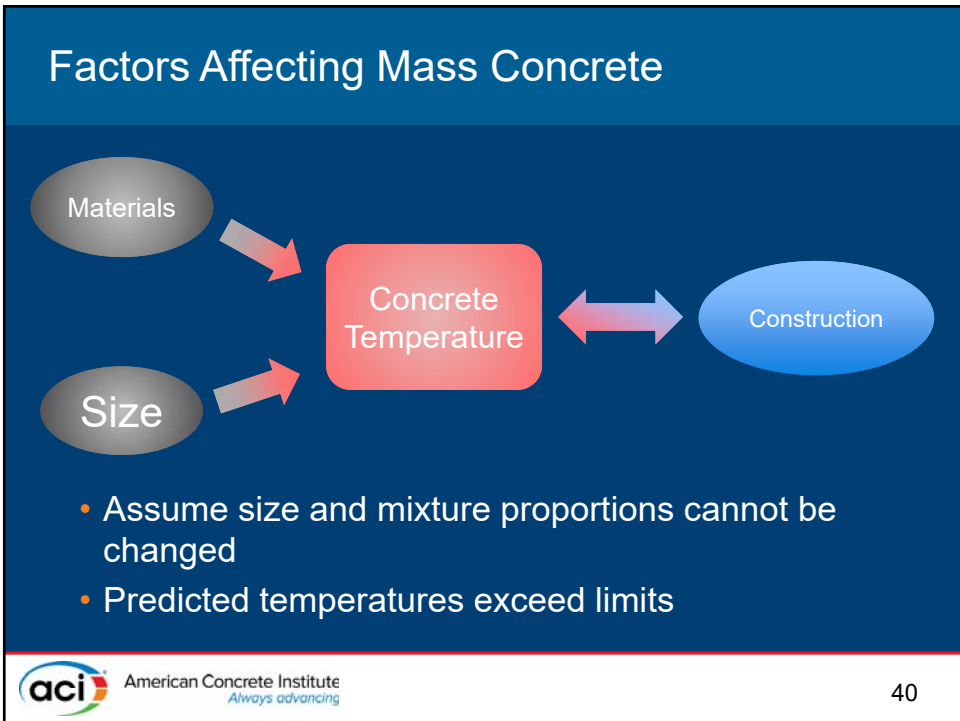 Factors Affecting Mass Concrete
Materials
Concrete
Temperature
Construction
Size
• Assume size and mixture proportions cannot be
changed
• Predicted temperatures exceed limits
aci
American Concrete Institute
Always advancing
40